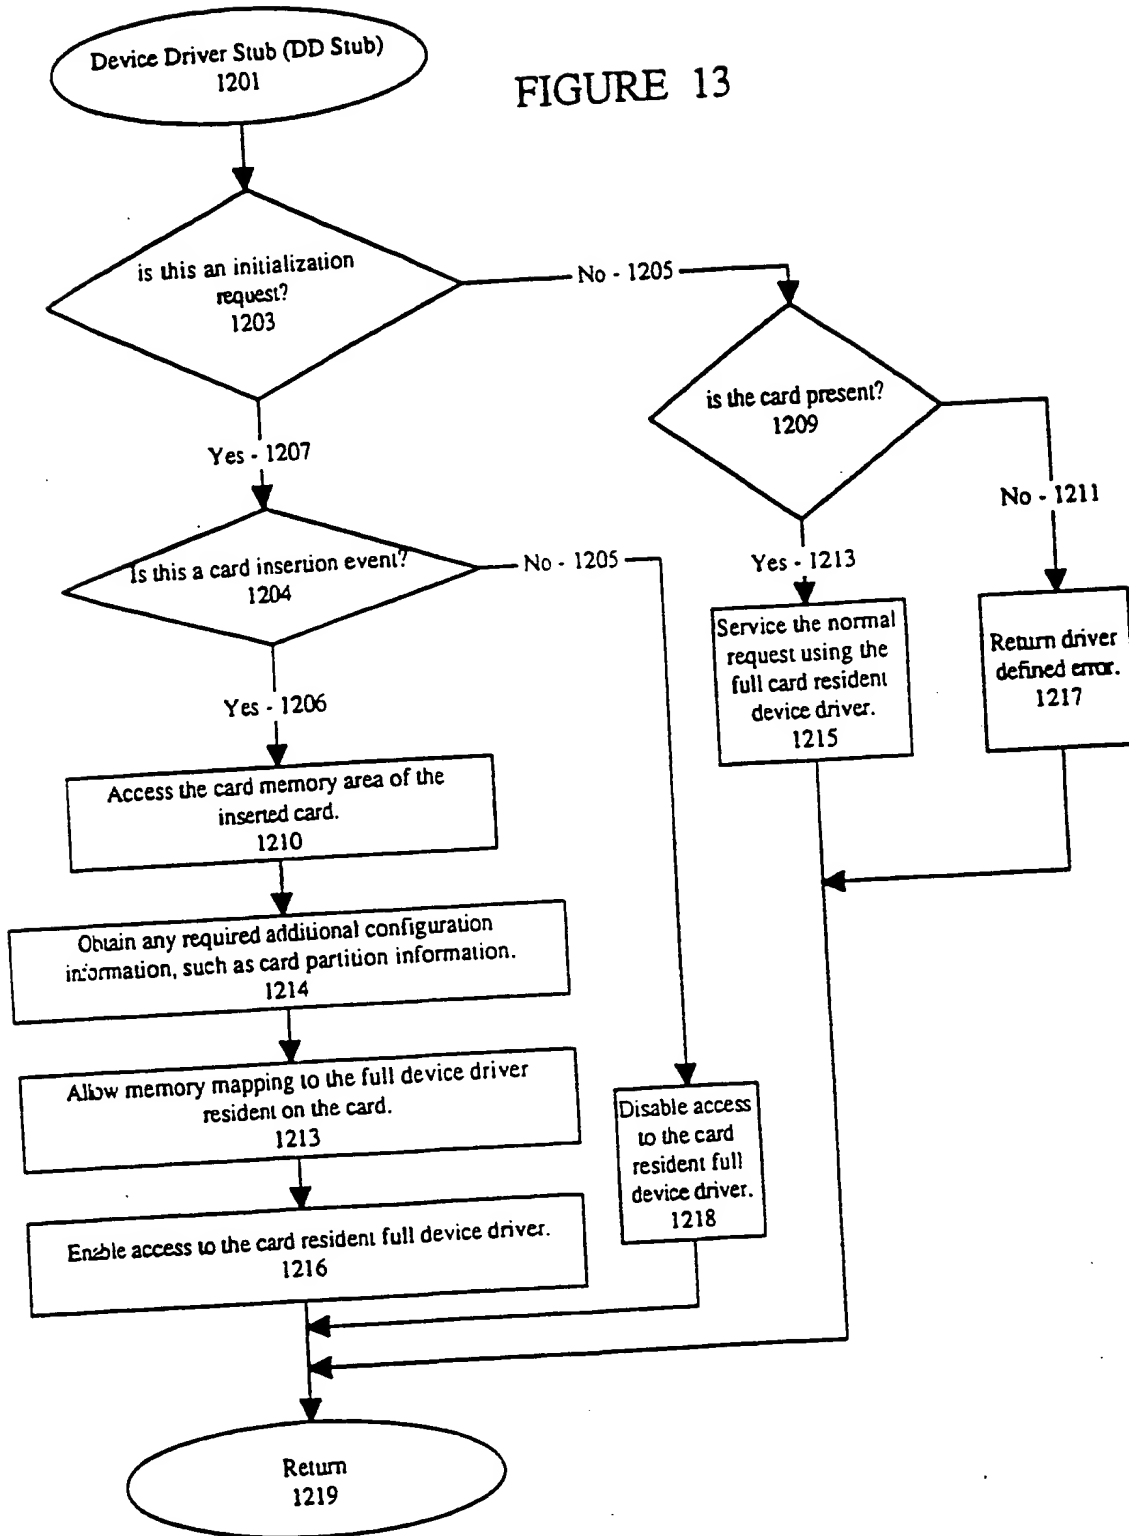 Device Driver Stub (DD Stub)
1201
FIGURE 13
is this an initialization
request?
1203
No - 1205
is the card present?
1209
Yes - 1207
No - 1211
Is this a card insertion event?
1204
No - 1205
Yes - 1213
Service the normal
request using the
full card resident
device driver.
1215
Return driver
defined error.
1217
Yes - 1206
Access the card memory area of the
inserted card.
1210
Obtain any required additional configuration
information, such as card partition information.
1214
Allow memory mapping to the full device driver
resident on the card.
1213
Disable access
to the card
resident full
device driver.
1218
Enable access to the card resident full device driver.
1216
Return
1219